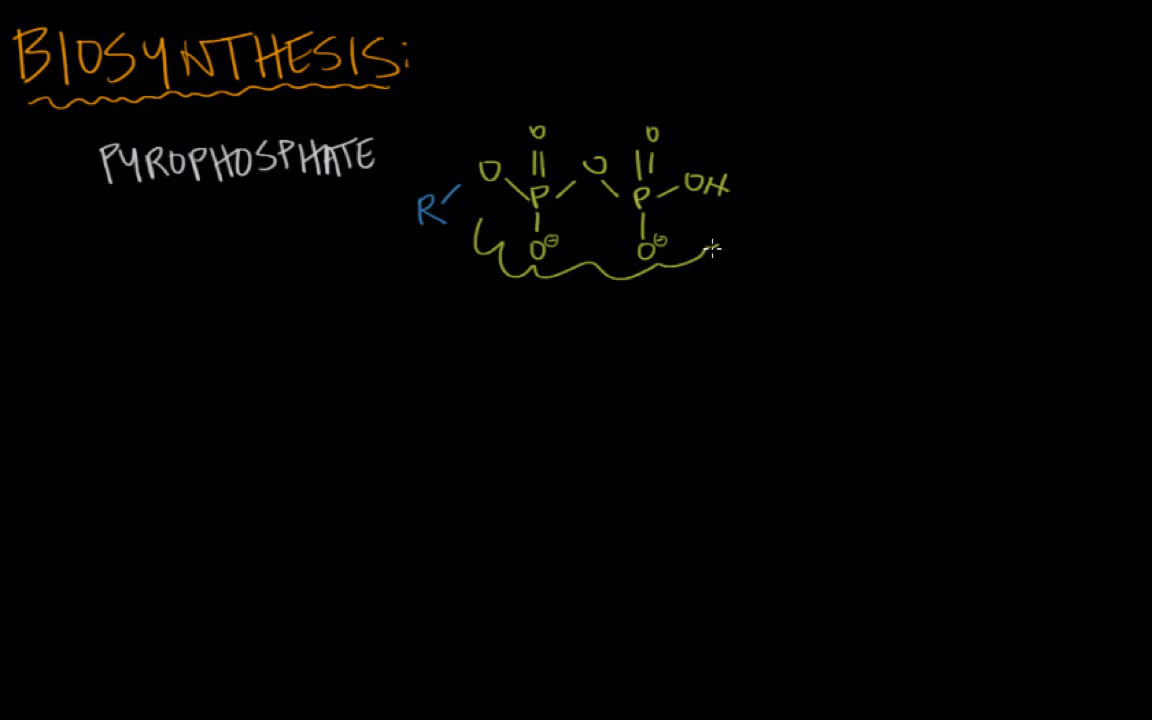 BIOSYNTHESIS:
PYROPHOSPHATE
O O
R O P O P OH
O⊖ O⊖